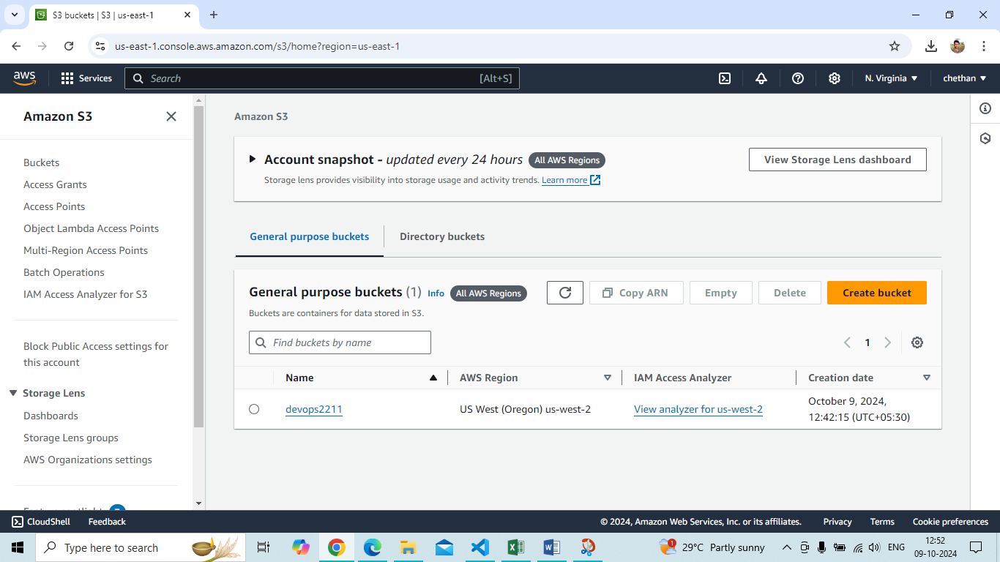 S3 buckets | S3 | us-east-1
us-east-1.console.aws.amazon.com/s3/home?region=us-east-1
aws
Services
Search
[Alt+S]
N. Virginia
chethan
Amazon S3
Buckets
Access Grants
Access Points
Object Lambda Access Points
Multi-Region Access Points
Batch Operations
IAM Access Analyzer for S3
Block Public Access settings for
this account
Storage Lens
Dashboards
Storage Lens groups
AWS Organizations settings
Amazon S3
Account snapshot - updated every 24 hours All AWS Regions
View Storage Lens dashboard
Storage lens provides visibility into storage usage and activity trends. Learn more
General purpose buckets
Directory buckets
General purpose buckets (1) Info All AWS Regions
Copy ARN
Empty
Delete
Create bucket
Buckets are containers for data stored in S3.
Find buckets by name
1
Name
AWS Region
IAM Access Analyzer
Creation date
devops2211
US West (Oregon) us-west-2
View analyzer for us-west-2
October 9, 2024,
12:42:15 (UTC+05:30)
CloudShell
Feedback
© 2024, Amazon Web Services, Inc. or its affiliates.
Privacy
Terms
Cookie preferences
Type here to search
1
29°C Partly sunny
ENG
12:52
09-10-2024